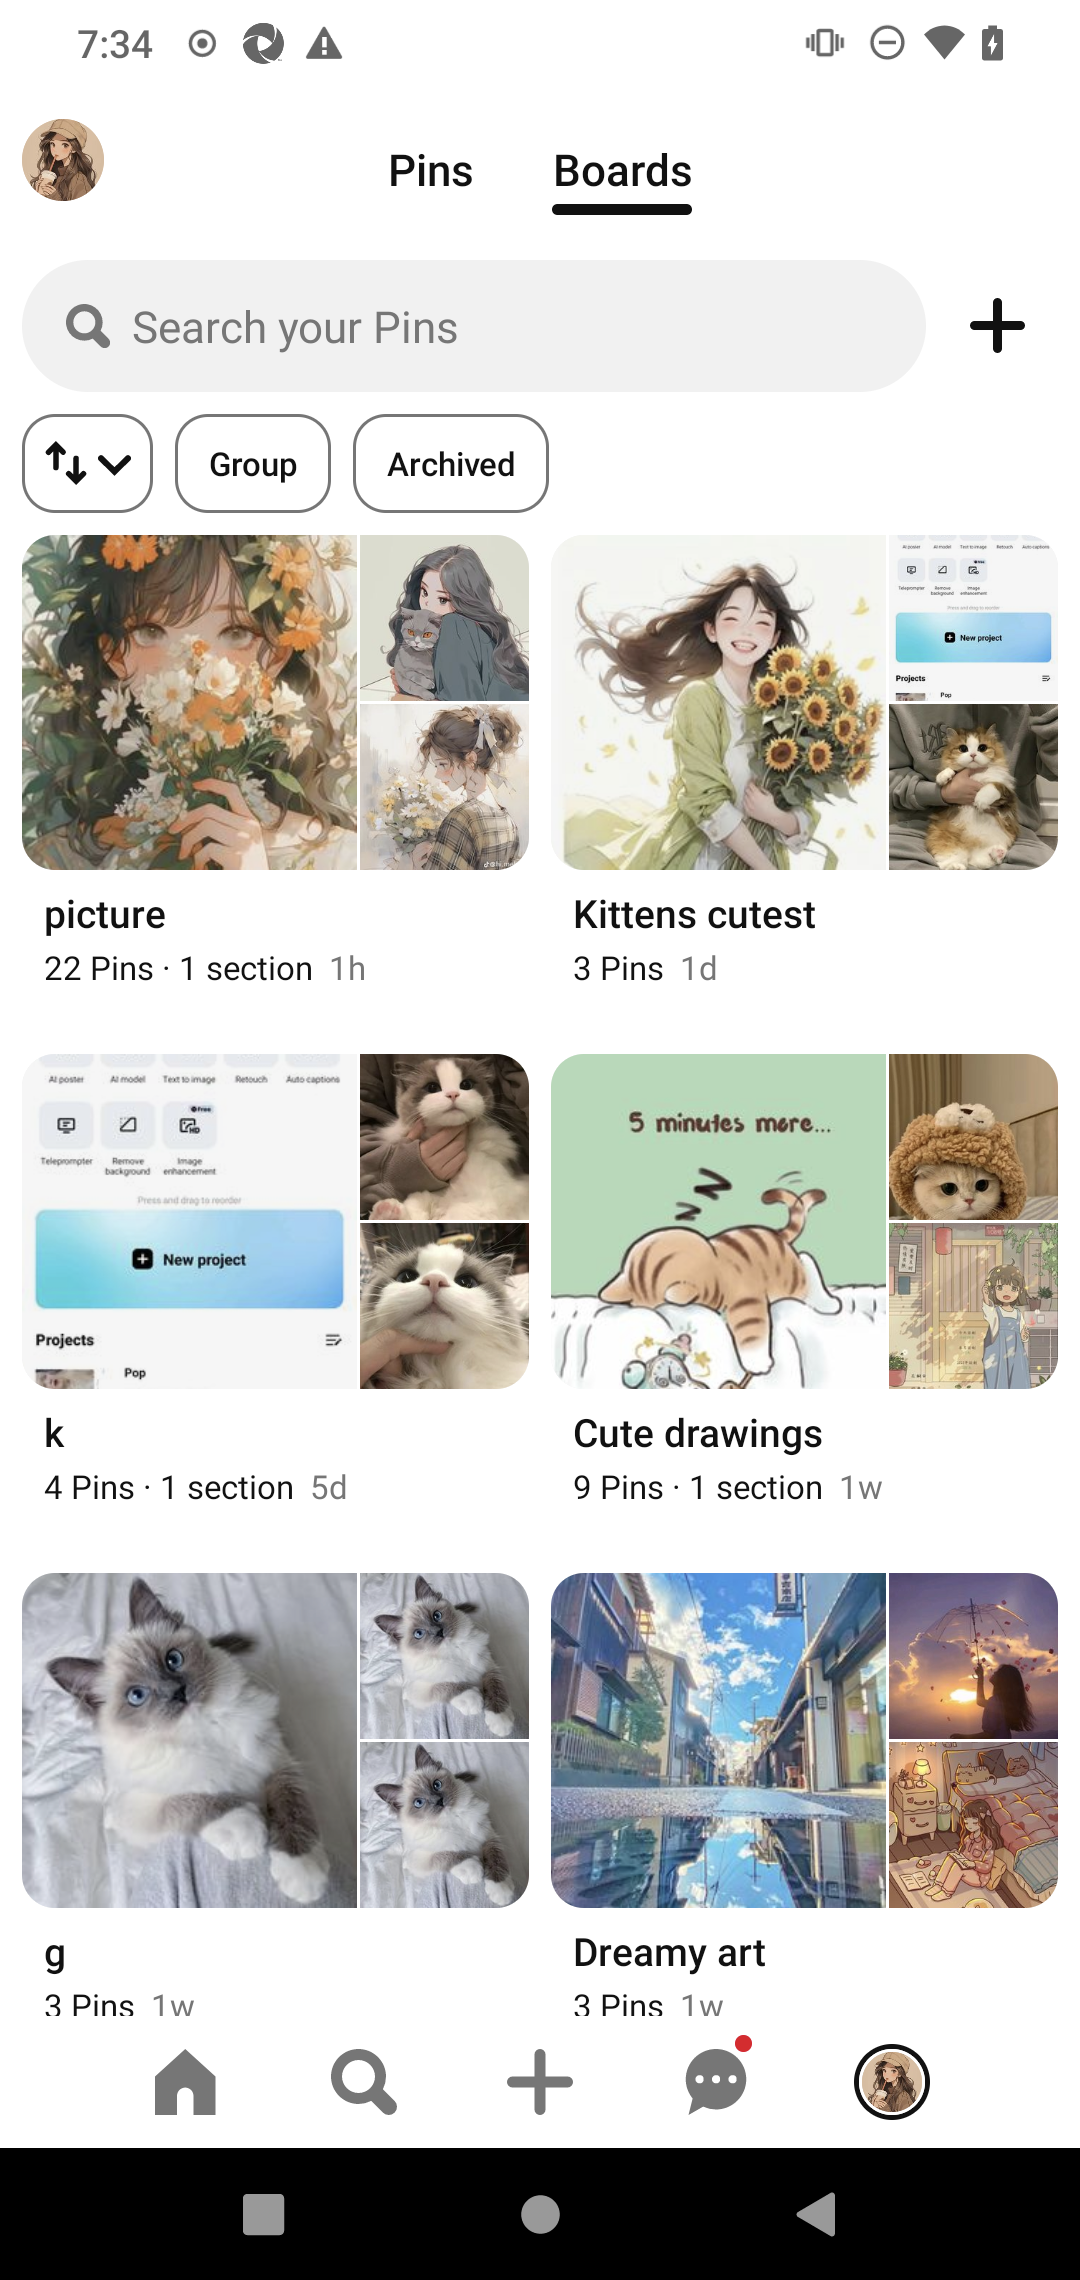 7:34
Pins Boards
Search your Pins
Group Archived
AI poster AI model Text to image Retouch Auto captions
Teleprompter Remove background Image enhancement
Press and drag to reorder
New project
Projects
Pop
picture
22 Pins · 1 section 1h
Kittens cutest
3 Pins 1d
AI poster AI model Text to image Retouch Auto captions
Free
HD
Teleprompter Remove background Image enhancement
Press and drag to reorder
New project
Projects
Pop
5 minutes more...
zz
k
4 Pins · 1 section 5d
Cute drawings
9 Pins · 1 section 1w
g
3 Pins 1w
Dreamy art
3 Pins 1w